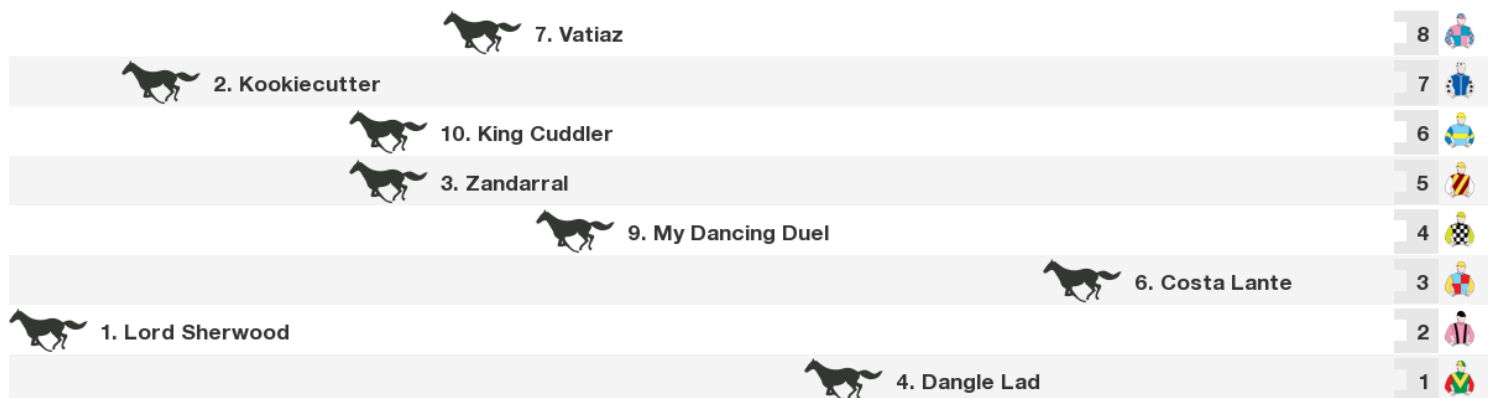 7. Vatiaz 8
2. Kookiecutter 7
10. King Cuddler 6
3. Zandarral 5
9. My Dancing Duel 4
6. Costa Lante 3
1. Lord Sherwood 2
4. Dangle Lad 1